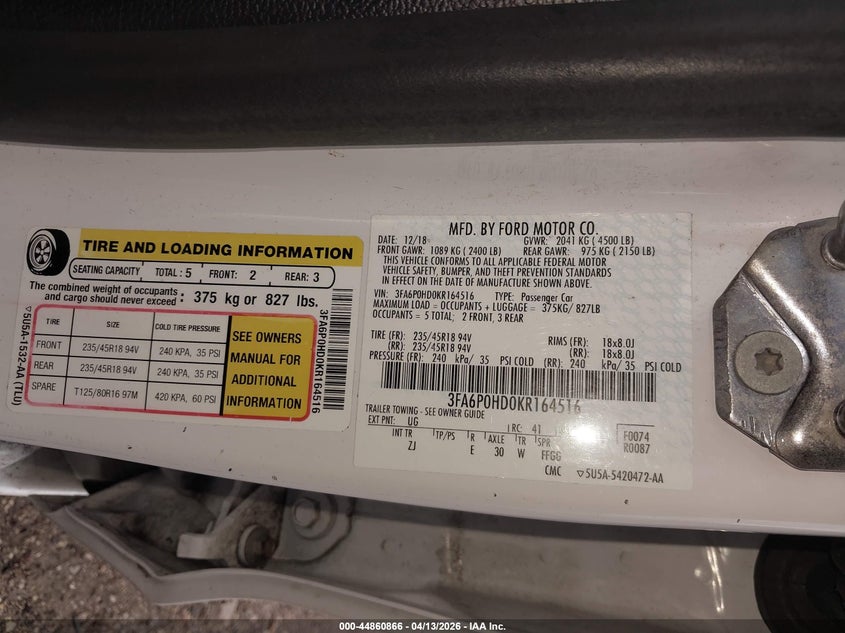 TIRE AND LOADING INFORMATION
SEATING CAPACITY TOTAL : 5 FRONT: 2 REAR: 3
The combined weight of occupants and cargo should never exceed : 375 kg or 827 lbs.
TIRE SIZE COLD TIRE PRESSURE
FRONT 235/45R18 94V 240 KPA, 35 PSI
REAR 235/45R18 94V 240 KPA, 35 PSI
SPARE T125/80R16 97M 420 KPA, 60 PSI
SEE OWNERS
MANUAL FOR
ADDITIONAL
INFORMATION
5U5A-1532-AA (TLU)
3FA6P0HD0KR164516
MFD. BY FORD MOTOR CO.
DATE: 12/18 GVWR: 2041 KG ( 4500 LB)
FRONT GAWR: 1089 KG ( 2400 LB) REAR GAWR: 975 KG ( 2150 LB)
THIS VEHICLE CONFORMS TO ALL APPLICABLE FEDERAL MOTOR
VEHICLE SAFETY, BUMPER, AND THEFT PREVENTION STANDARDS
IN EFFECT ON THE DATE OF MANUFACTURE SHOWN ABOVE.
VIN: 3FA6P0HD0KR164516 TYPE: Passenger Car
MAXIMUM LOAD = OCCUPANTS + LUGGAGE = 375KG/ 827LB
OCCUPANTS = 5 TOTAL; 2 FRONT, 3 REAR
TIRE (FR): 235/45R18 94V RIMS (FR): 18x8.0J
(RR): 235/45R18 94V (RR): 18x8.0J
PRESSURE (FR): 240 kPa/ 35 PSI COLD (RR): 240 kPa/ 35 PSI COLD
3FA6P0HD0KR164516
TRAILER TOWING - SEE OWNER GUIDE
EXT PNT: UG RC: 41 F0074
INT TR TP/PS R AXLE TR SPR R0087
ZJ E 30 W FFGG
CMC 5U5A-5420472-AA
000-44860866 - 04/13/2026 - IAA Inc.